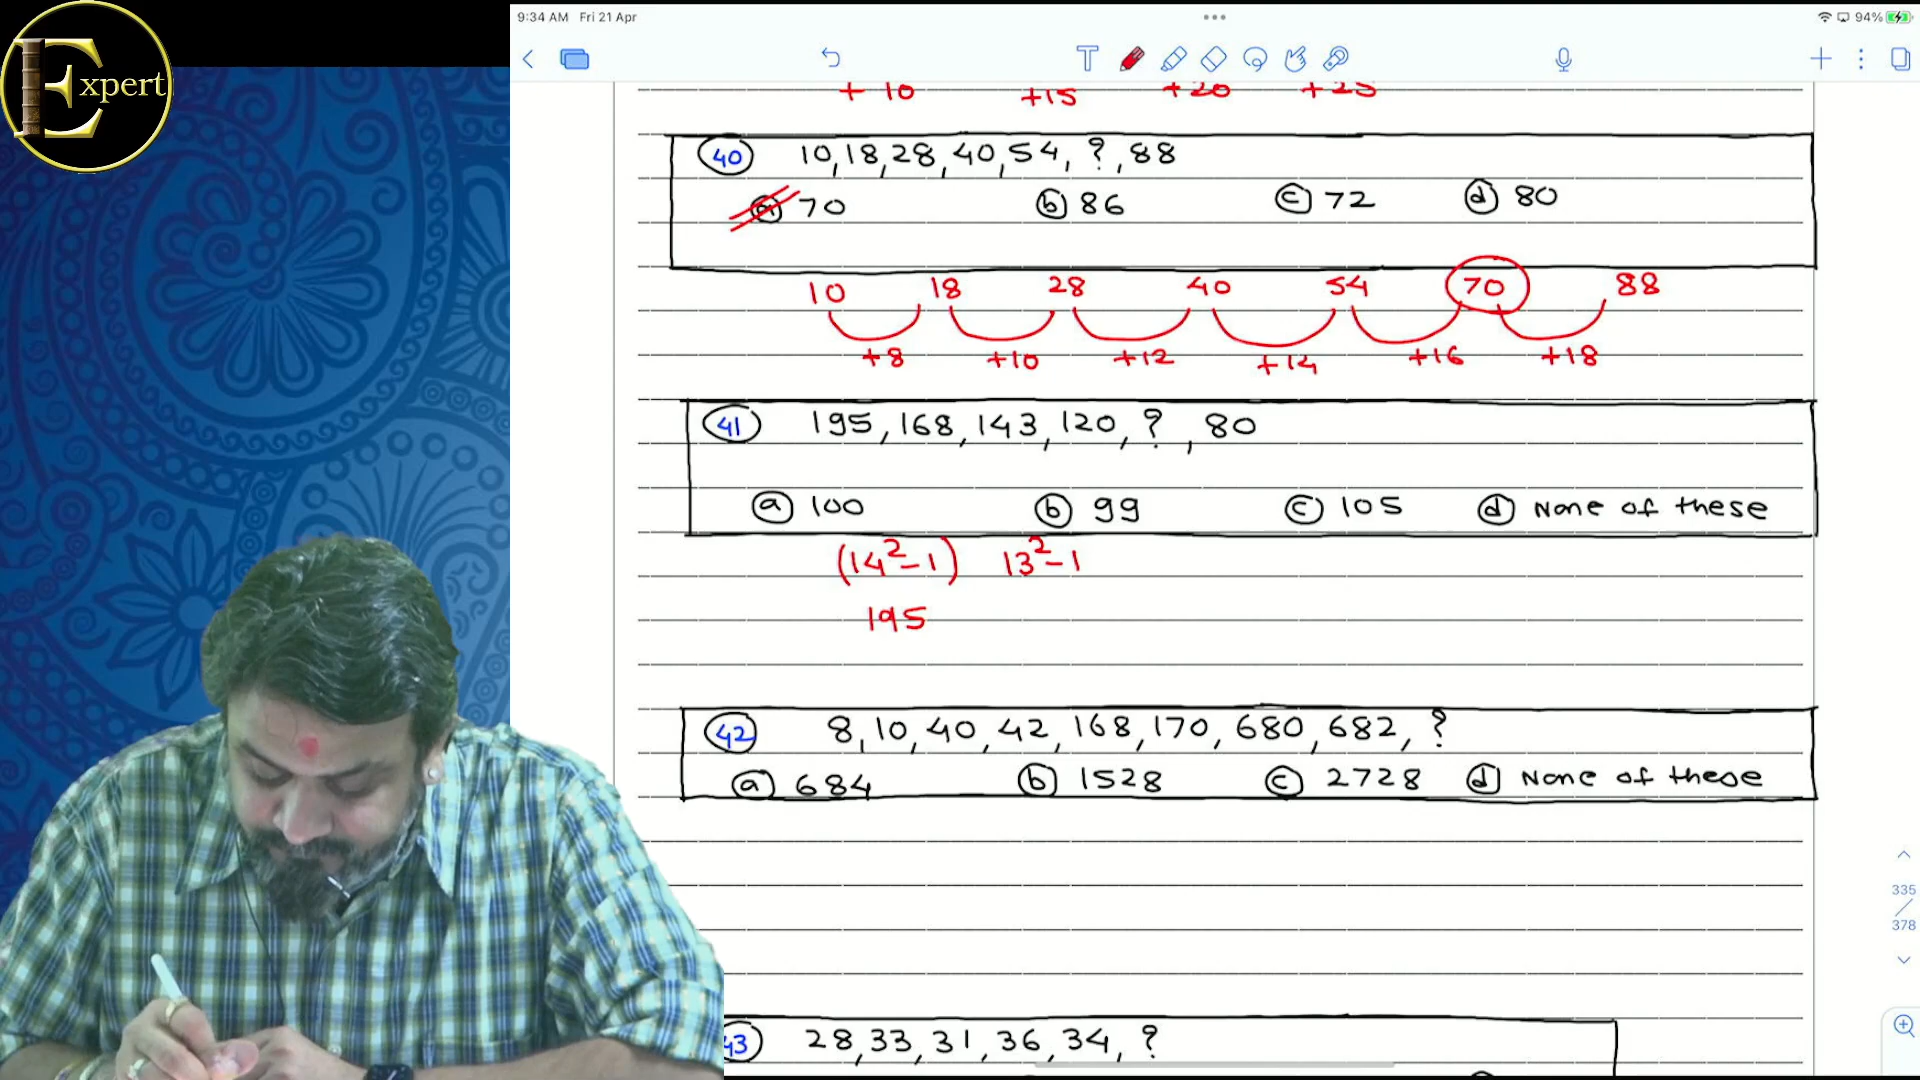 Expert
9:34 AM Fri 21 Apr
94%
+10 +15 +20 +25
40 10, 18, 28, 40, 54, ?, 88
a 70 b 86 c 72 d 80
10 18 28 40 54 70 88
+8 +10 +12 +14 +16 +18
41 195, 168, 143, 120, ?, 80
a 100 b 99 c 105 d None of these
(14²-1) 13²-1
195
42 8, 10, 40, 42, 168, 170, 680, 682, ?
a 684 b 1528 c 2728 d None of these
335
378
43 28, 33, 31, 36, 34, ?